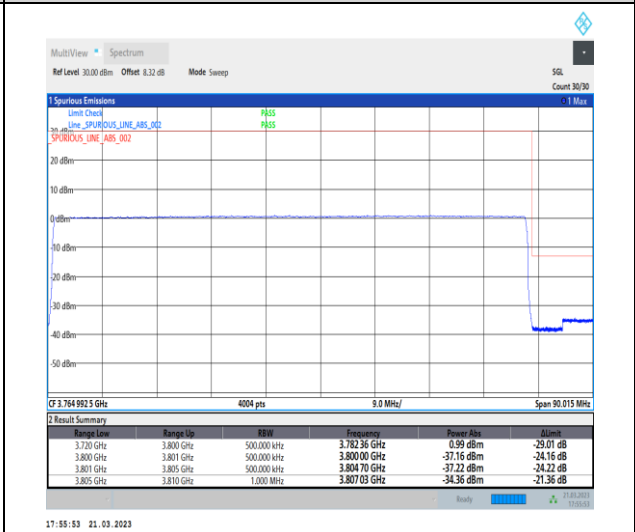 MultiView Spectrum
Ref Level 30.00 dBm Offset 8.32 dB Mode Sweep SGL
Count 30/30
1 Spurious Emissions 1 Max
Limit Check PASS
Line _SPURIOUS_LINE_ABS_002 PASS
_SPURIOUS_LINE_ABS_002
20 dBm
10 dBm
0 dBm
-10 dBm
-20 dBm
-30 dBm
-40 dBm
-50 dBm
CF 3.764 992 5 GHz 4004 pts 9.0 MHz/ Span 90.015 MHz
2 Result Summary
Range Low Range Up RBW Frequency Power Abs ΔLimit
3.720 GHz 3.800 GHz 500.000 kHz 3.782 36 GHz 0.99 dBm -29.01 dB
3.800 GHz 3.801 GHz 500.000 kHz 3.800 00 GHz -37.16 dBm -24.16 dB
3.801 GHz 3.805 GHz 500.000 kHz 3.804 70 GHz -37.22 dBm -24.22 dB
3.805 GHz 3.810 GHz 1.000 MHz 3.807 03 GHz -34.36 dBm -21.36 dB
Ready 21.03.2023
17:55:53
17:55:53 21.03.2023